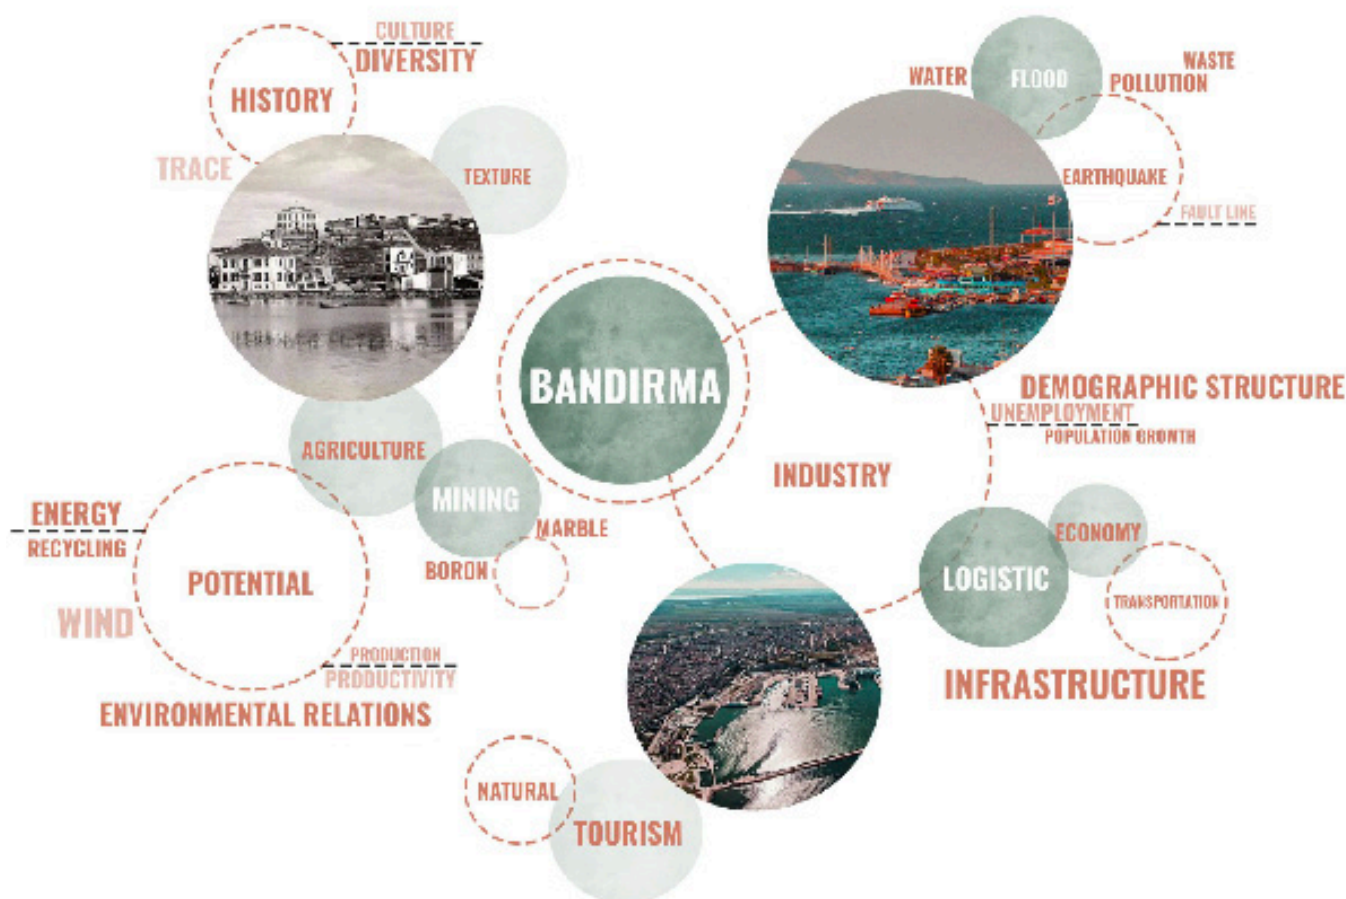 CULTURE
DIVERSITY
HISTORY
TRACE
TEXTURE
WATER
FLOOD
WASTE
POLLUTION
EARTHQUAKE
FAULT LINE
BANDIRMA
DEMOGRAPHIC STRUCTURE
UNEMPLOYMENT
POPULATION GROWTH
INDUSTRY
AGRICULTURE
MINING
MARBLE
BORON
ENERGY
RECYCLING
POTENTIAL
WIND
PRODUCTION
PRODUCTIVITY
ENVIRONMENTAL RELATIONS
ECONOMY
LOGISTIC
TRANSPORTATION
INFRASTRUCTURE
NATURAL
TOURISM